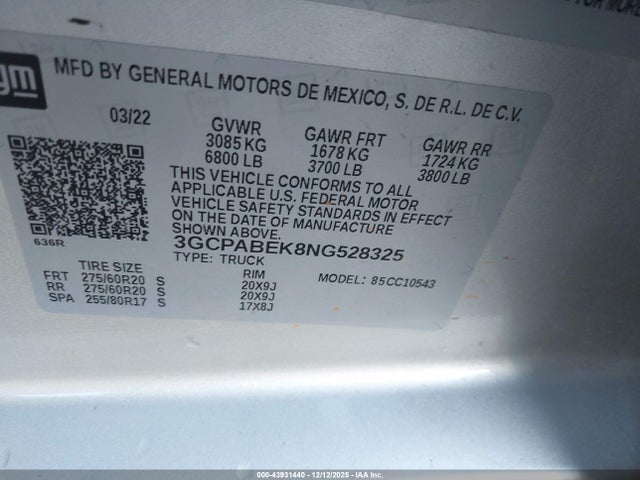 FOR MORE
gm
MFD BY GENERAL MOTORS DE MEXICO, S. DE R.L. DE C.V.
03/22
GVWR GAWR FRT GAWR RR
3085 KG 1678 KG 1724 KG
6800 LB 3700 LB 3800 LB
THIS VEHICLE CONFORMS TO ALL
APPLICABLE U.S. FEDERAL MOTOR
VEHICLE SAFETY STANDARDS IN EFFECT
ON THE DATE OF MANUFACTURE
SHOWN ABOVE.
636R
3GCPABEK8NG528325
TYPE: TRUCK
TIRE SIZE RIM MODEL: 85CC10543
FRT 275/60R20 S 20X9J
RR 275/60R20 S 20X9J
SPA 255/80R17 S 17X8J
000-43931440 - 12/12/2025 - IAA Inc.